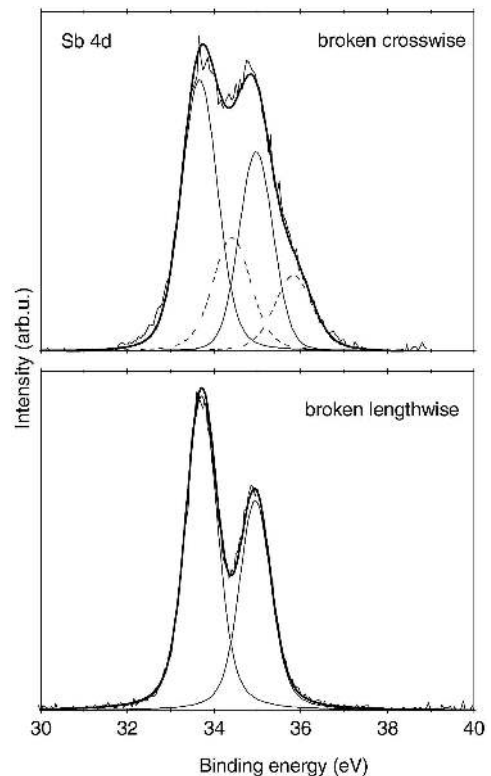 Sb 4d
broken crosswise
Intensity (arb.u.)
broken lengthwise
30
32
34
36
38
40
Binding energy (eV)